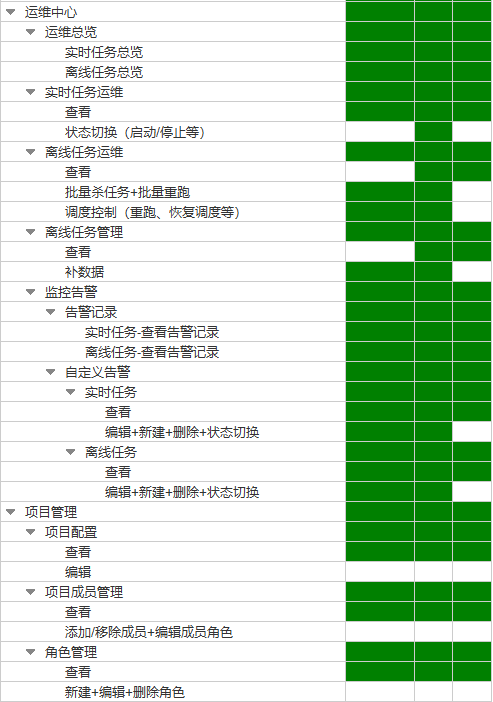 运维中心
运维总览
实时任务总览
离线任务总览
实时任务运维
查看
状态切换（启动/停止等）
离线任务运维
查看
批量杀任务+批量重跑
调度控制（重跑、恢复调度等）
离线任务管理
查看
补数据
监控告警
告警记录
实时任务-查看告警记录
离线任务-查看告警记录
自定义告警
实时任务
查看
编辑+新建+删除+状态切换
离线任务
查看
编辑+新建+删除+状态切换
项目管理
项目配置
查看
编辑
项目成员管理
查看
添加/移除成员+编辑成员角色
角色管理
查看
新建+编辑+删除角色